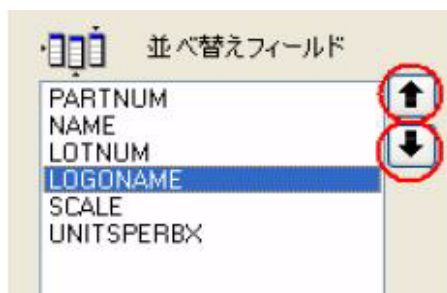 並べ替えフィールド
PARTNUM
NAME
LOTNUM
LOGONAME
SCALE
UNITSPERBX